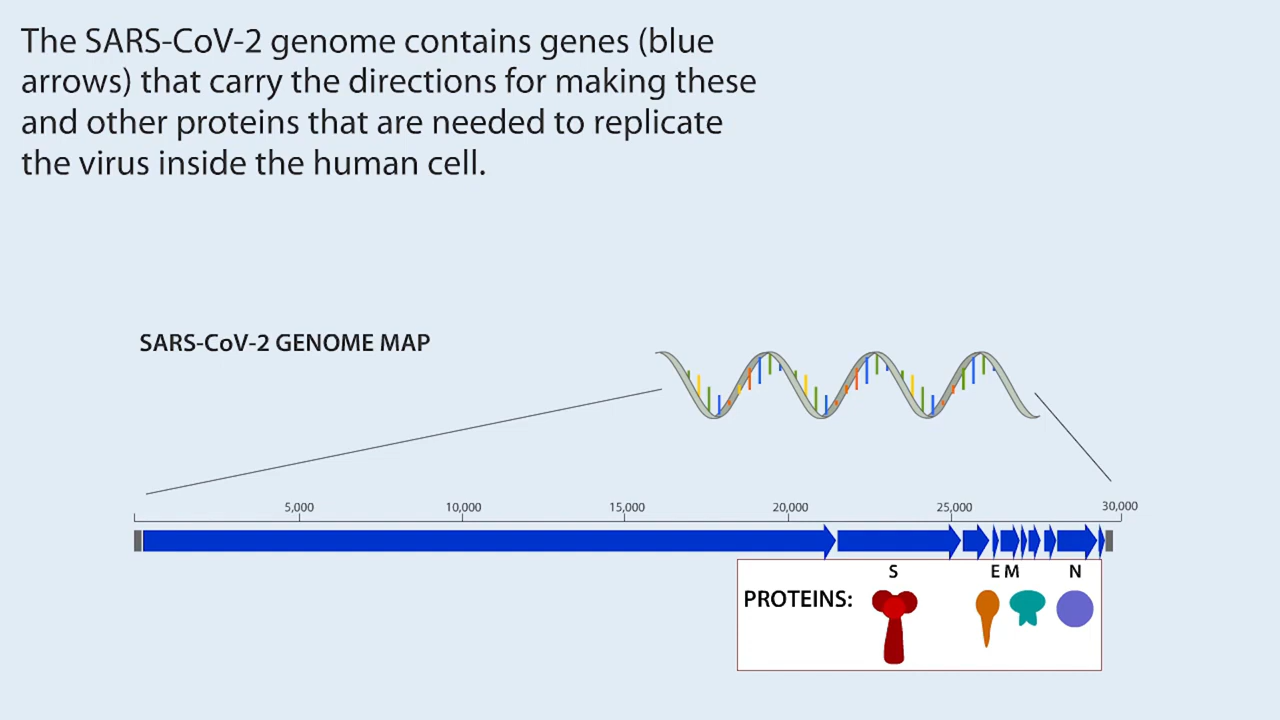 The SARS-CoV-2 genome contains genes (blue
arrows) that carry the directions for making these
and other proteins that are needed to replicate
the virus inside the human cell.
SARS-CoV-2 GENOME MAP
5,000 10,000 15,000 20,000 25,000 30,000
S E M N
PROTEINS: